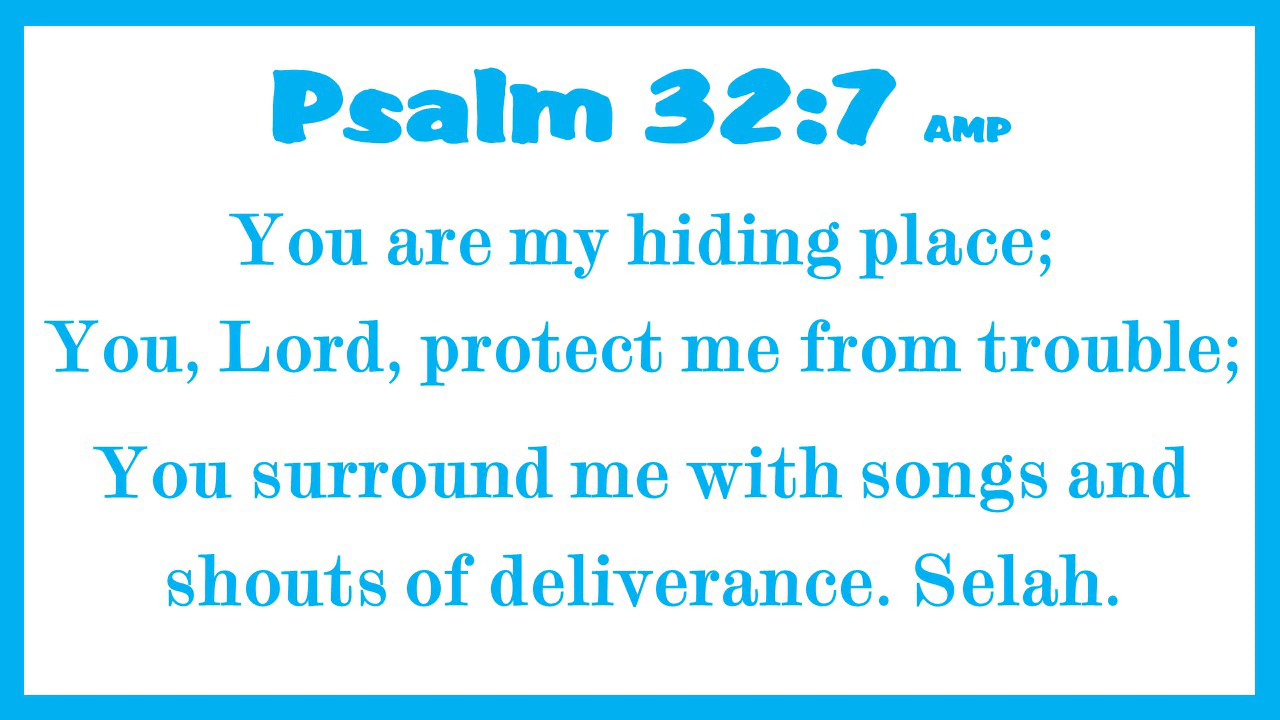 Psalm 32:7 AMP
You are my hiding place;
You, Lord, protect me from trouble;
You surround me with songs and
shouts of deliverance. Selah.